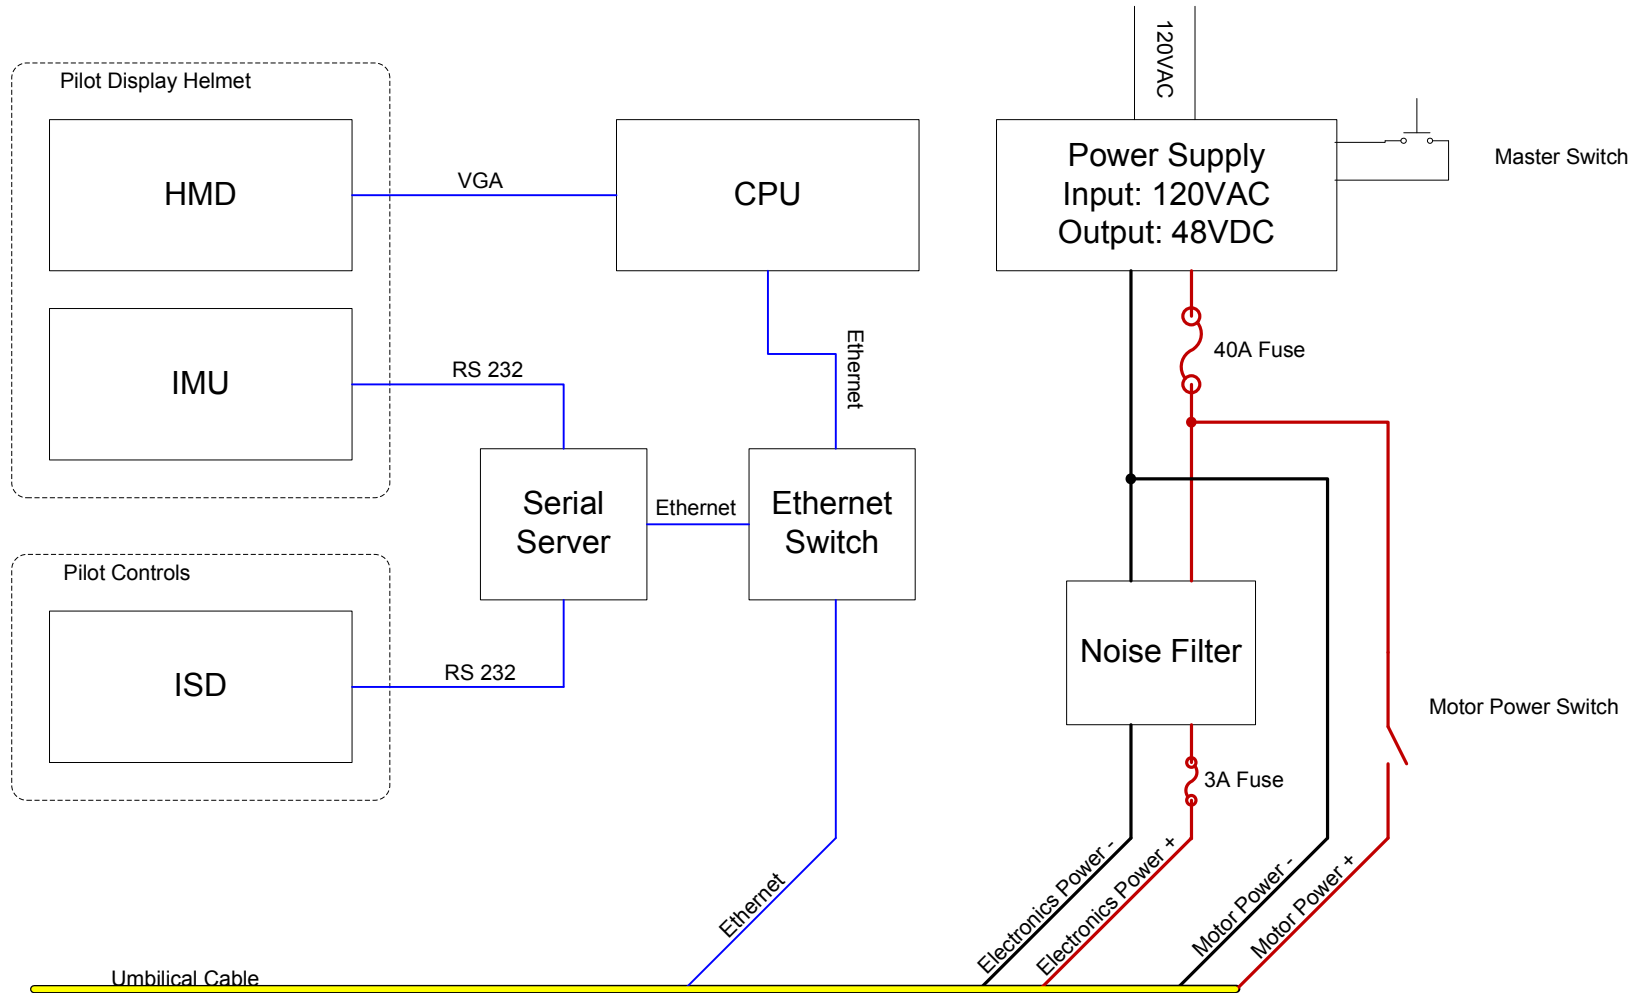 120VAC
Pilot Display Helmet
HMD
VGA
CPU
Power Supply
Input: 120VAC
Output: 48VDC
Master Switch
IMU
RS 232
Ethernet
40A Fuse
Serial
Server
Ethernet
Ethernet
Switch
Pilot Controls
ISD
RS 232
Noise Filter
Motor Power Switch
3A Fuse
Ethernet
Electronics Power -
Electronics Power +
Motor Power -
Motor Power +
Umbilical Cable